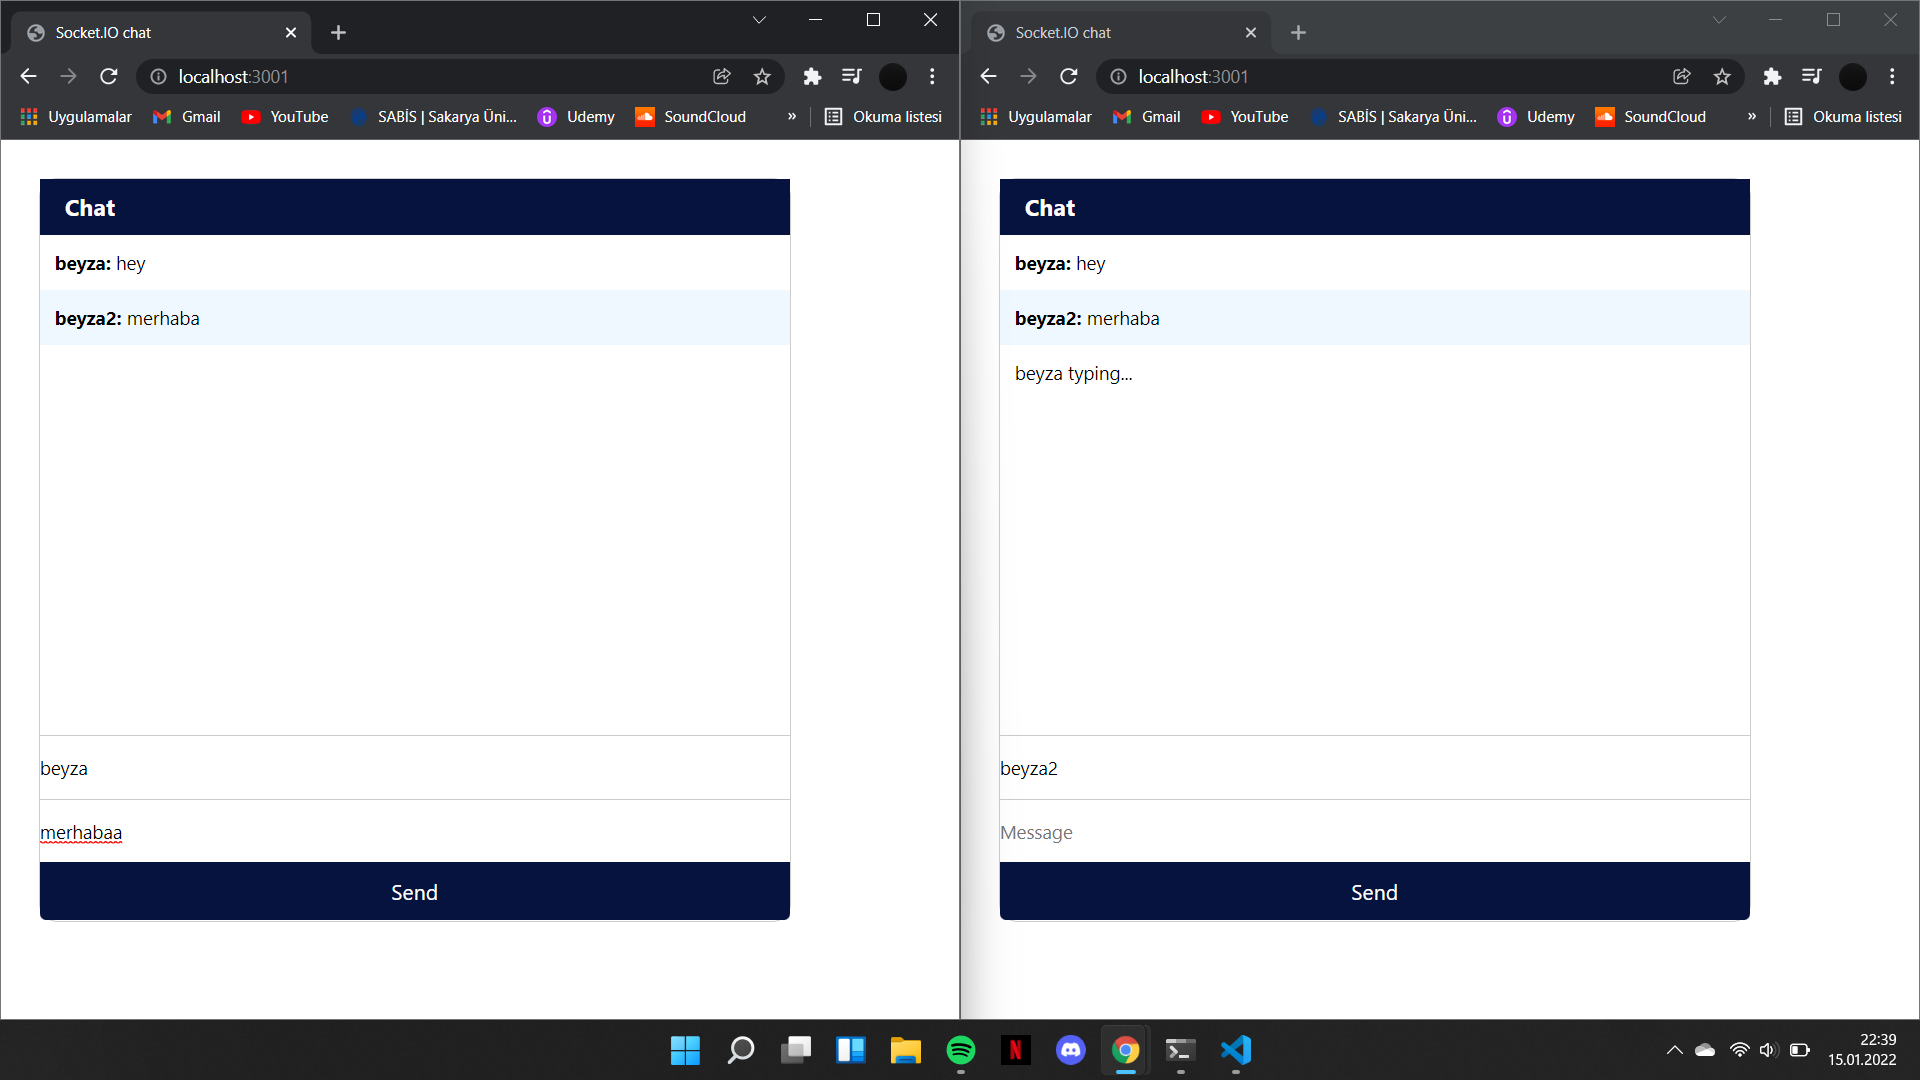 Socket.IO chat
localhost:3001
Uygulamalar Gmail YouTube SABİS | Sakarya Üni... Udemy SoundCloud » Okuma listesi
Chat
beyza: hey
beyza2: merhaba
beyza
merhabaa
Send
Socket.IO chat
localhost:3001
Uygulamalar Gmail YouTube SABİS | Sakarya Üni... Udemy SoundCloud » Okuma listesi
Chat
beyza: hey
beyza2: merhaba
beyza typing...
beyza2
Message
Send
N
22:39
15.01.2022